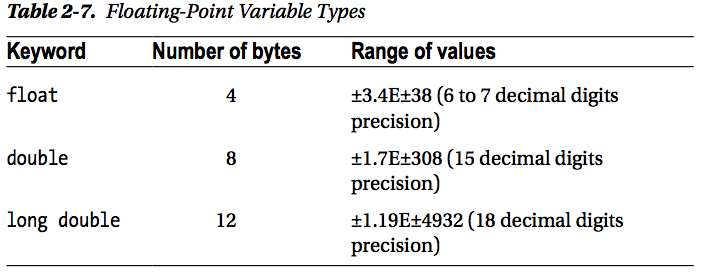 Table 2-7. Floating-Point Variable Types
Keyword Number of bytes Range of values
float 4 ±3.4E±38 (6 to 7 decimal digits
precision)
double 8 ±1.7E±308 (15 decimal digits
precision)
long double 12 ±1.19E±4932 (18 decimal digits
precision)